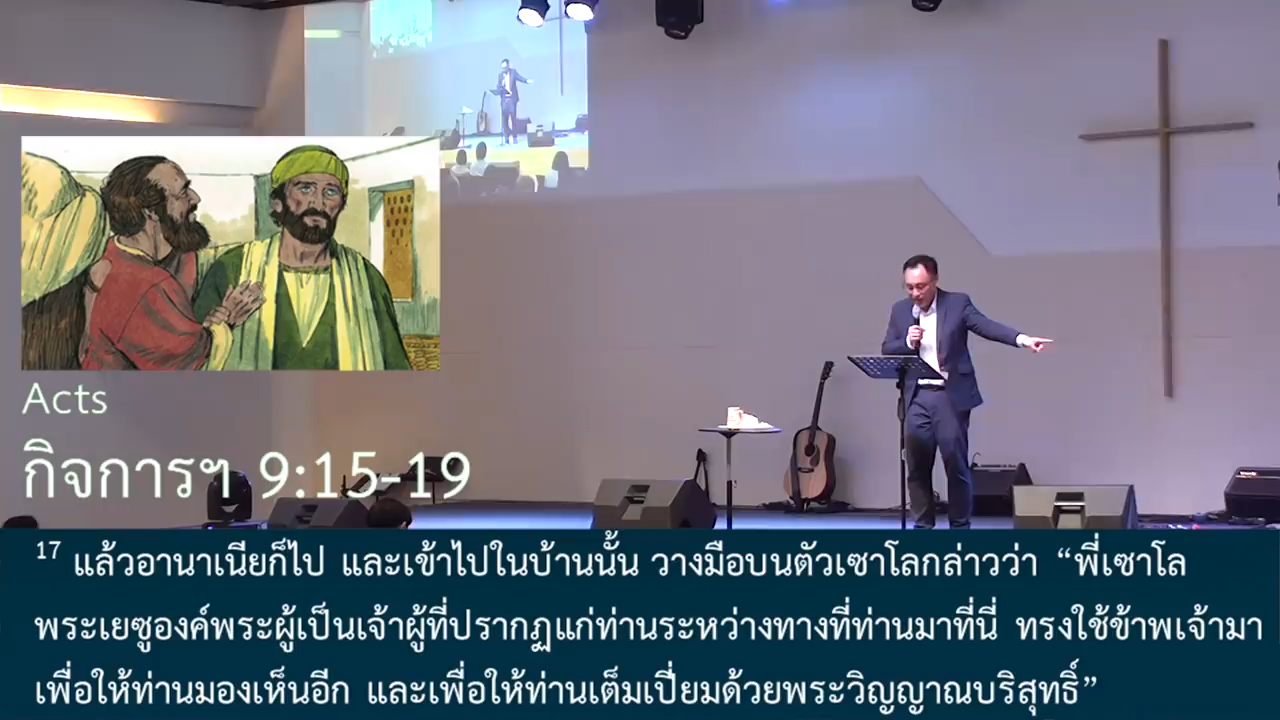 Acts
กิจการฯ 9:15-19
17 แล้วอานาเนียก็ไป และเข้าไปในบ้านนั้น วางมือบนตัวเซาโลกล่าวว่า “พี่เซาโล
พระเยซูองค์พระผู้เป็นเจ้าผู้ที่ปรากฏแก่ท่านระหว่างทางที่ท่านมาที่นี่ ทรงใช้ข้าพเจ้ามา
เพื่อให้ท่านมองเห็นอีก และเพื่อให้ท่านเต็มเปี่ยมด้วยพระวิญญาณบริสุทธิ์”